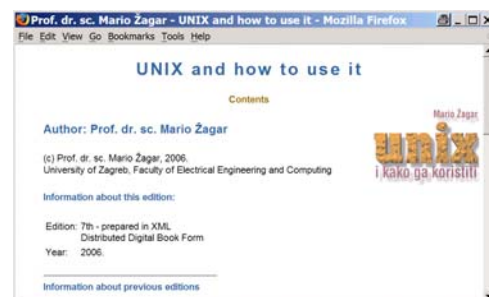 Prof. dr. sc. Mario Žagar - UNIX and how to use it - Mozilla Firefox
File Edit View Go Bookmarks Tools Help
UNIX and how to use it
Contents
Author: Prof. dr. sc. Mario Žagar
Mario Žagar
unix
i kako ga koristiti
(c) Prof. dr. sc. Mario Žagar, 2006.
University of Zagreb, Faculty of Electrical Engineering and Computing
Information about this edition:
Edition: 7th - prepared in XML
Distributed Digital Book Form
Year: 2006.
Information about previous editions